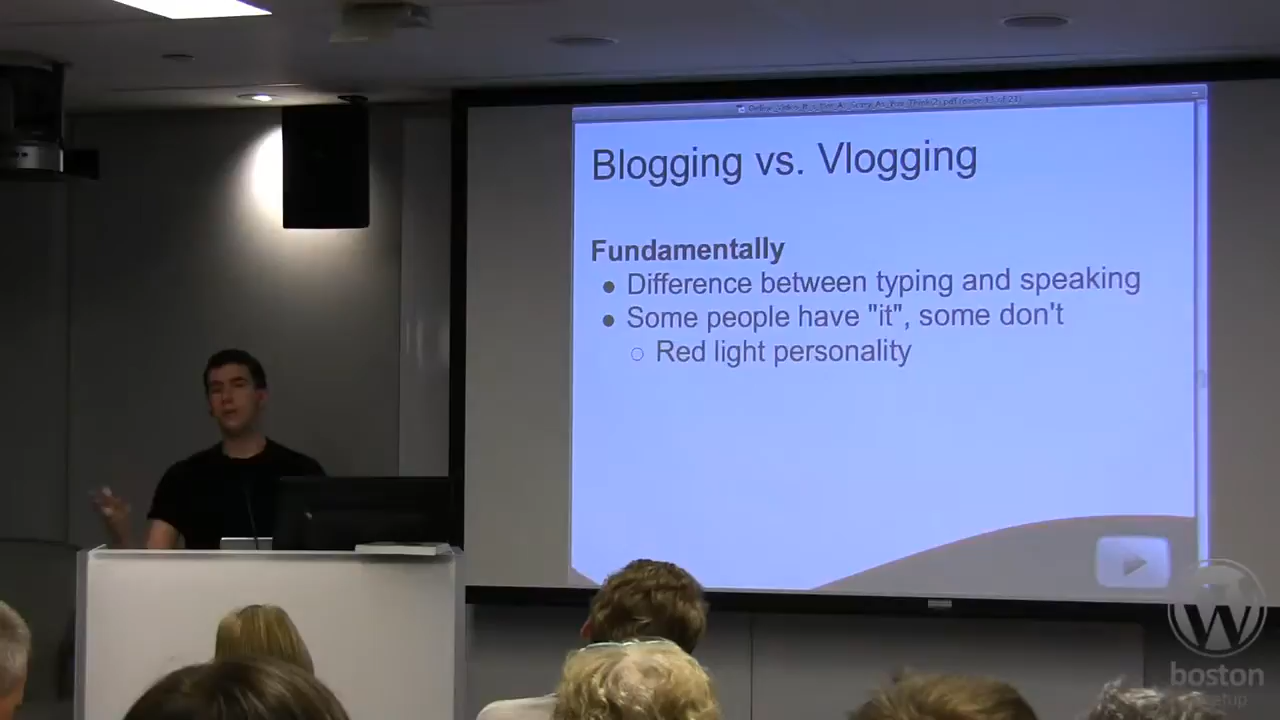 Blogging vs. Vlogging
Fundamentally
● Difference between typing and speaking
● Some people have "it", some don't
○ Red light personality
W
boston